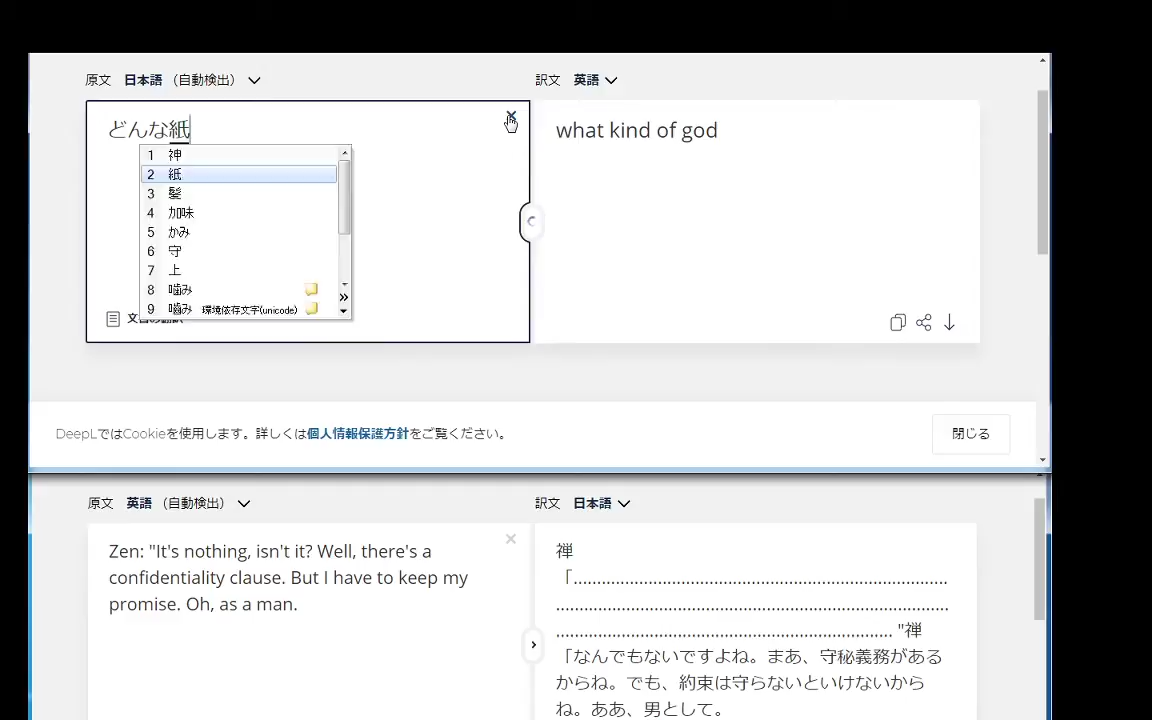 原文 日本語 (自動検出)
訳文 英語
どんな紙
what kind of god
1 神
2 紙
3 髪
4 加味
5 かみ
6 守
7 上
8 噛み
9 嚙み 環境依存文字(unicode)
DeepLではCookieを使用します。詳しくは個人情報保護方針をご覧ください。
閉じる
原文 英語 (自動検出)
訳文 日本語
Zen: "It's nothing, isn't it? Well, there's a
confidentiality clause. But I have to keep my
promise. Oh, as a man.
禅
「...........................................................................
..............................................................................
................................................................... "禅
「なんでもないですよね。まあ、守秘義務がある
からね。でも、約束は守らないといけないから
ね。ああ、男として。